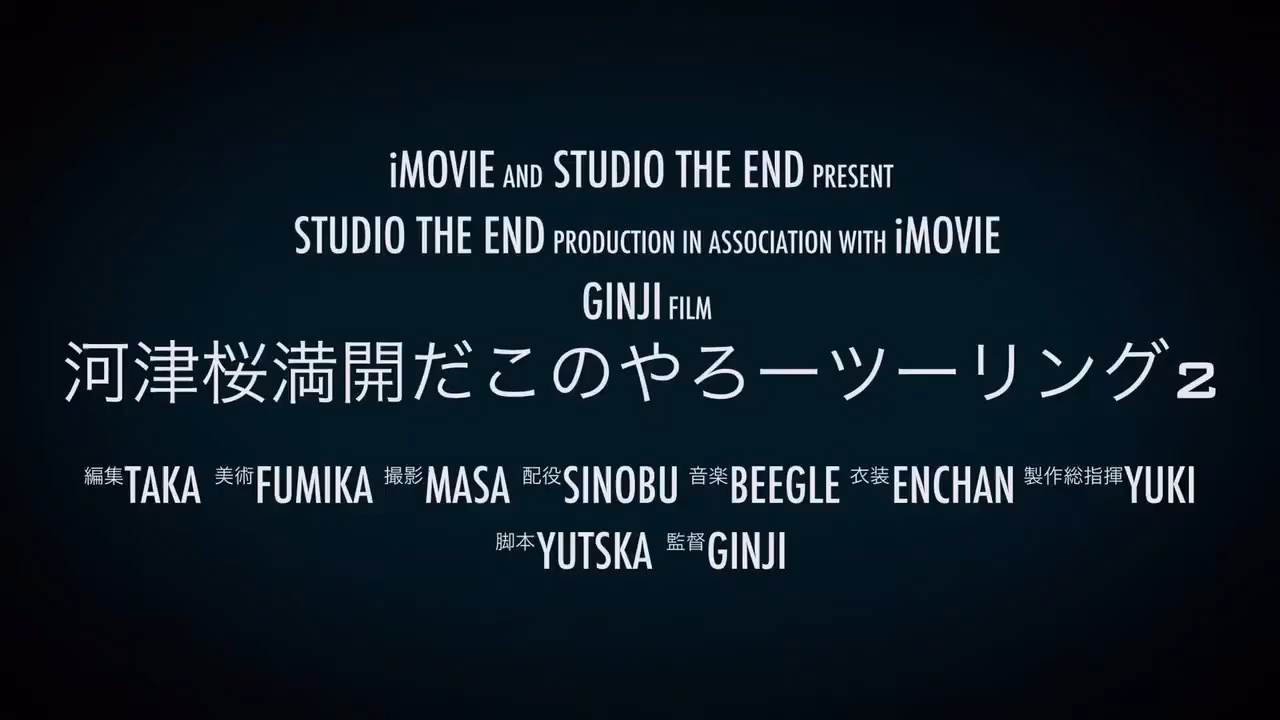 iMOVIE AND STUDIO THE END PRESENT
STUDIO THE END PRODUCTION IN ASSOCIATION WITH iMOVIE
GINJI FILM
河津桜満開だこのやろーツーリング2
編集TAKA 美術FUMIKA 撮影MASA 配役SINOBU 音楽BEEGLE 衣装ENCHAN 製作総指揮YUKI
脚本YUTSKA 監督GINJI